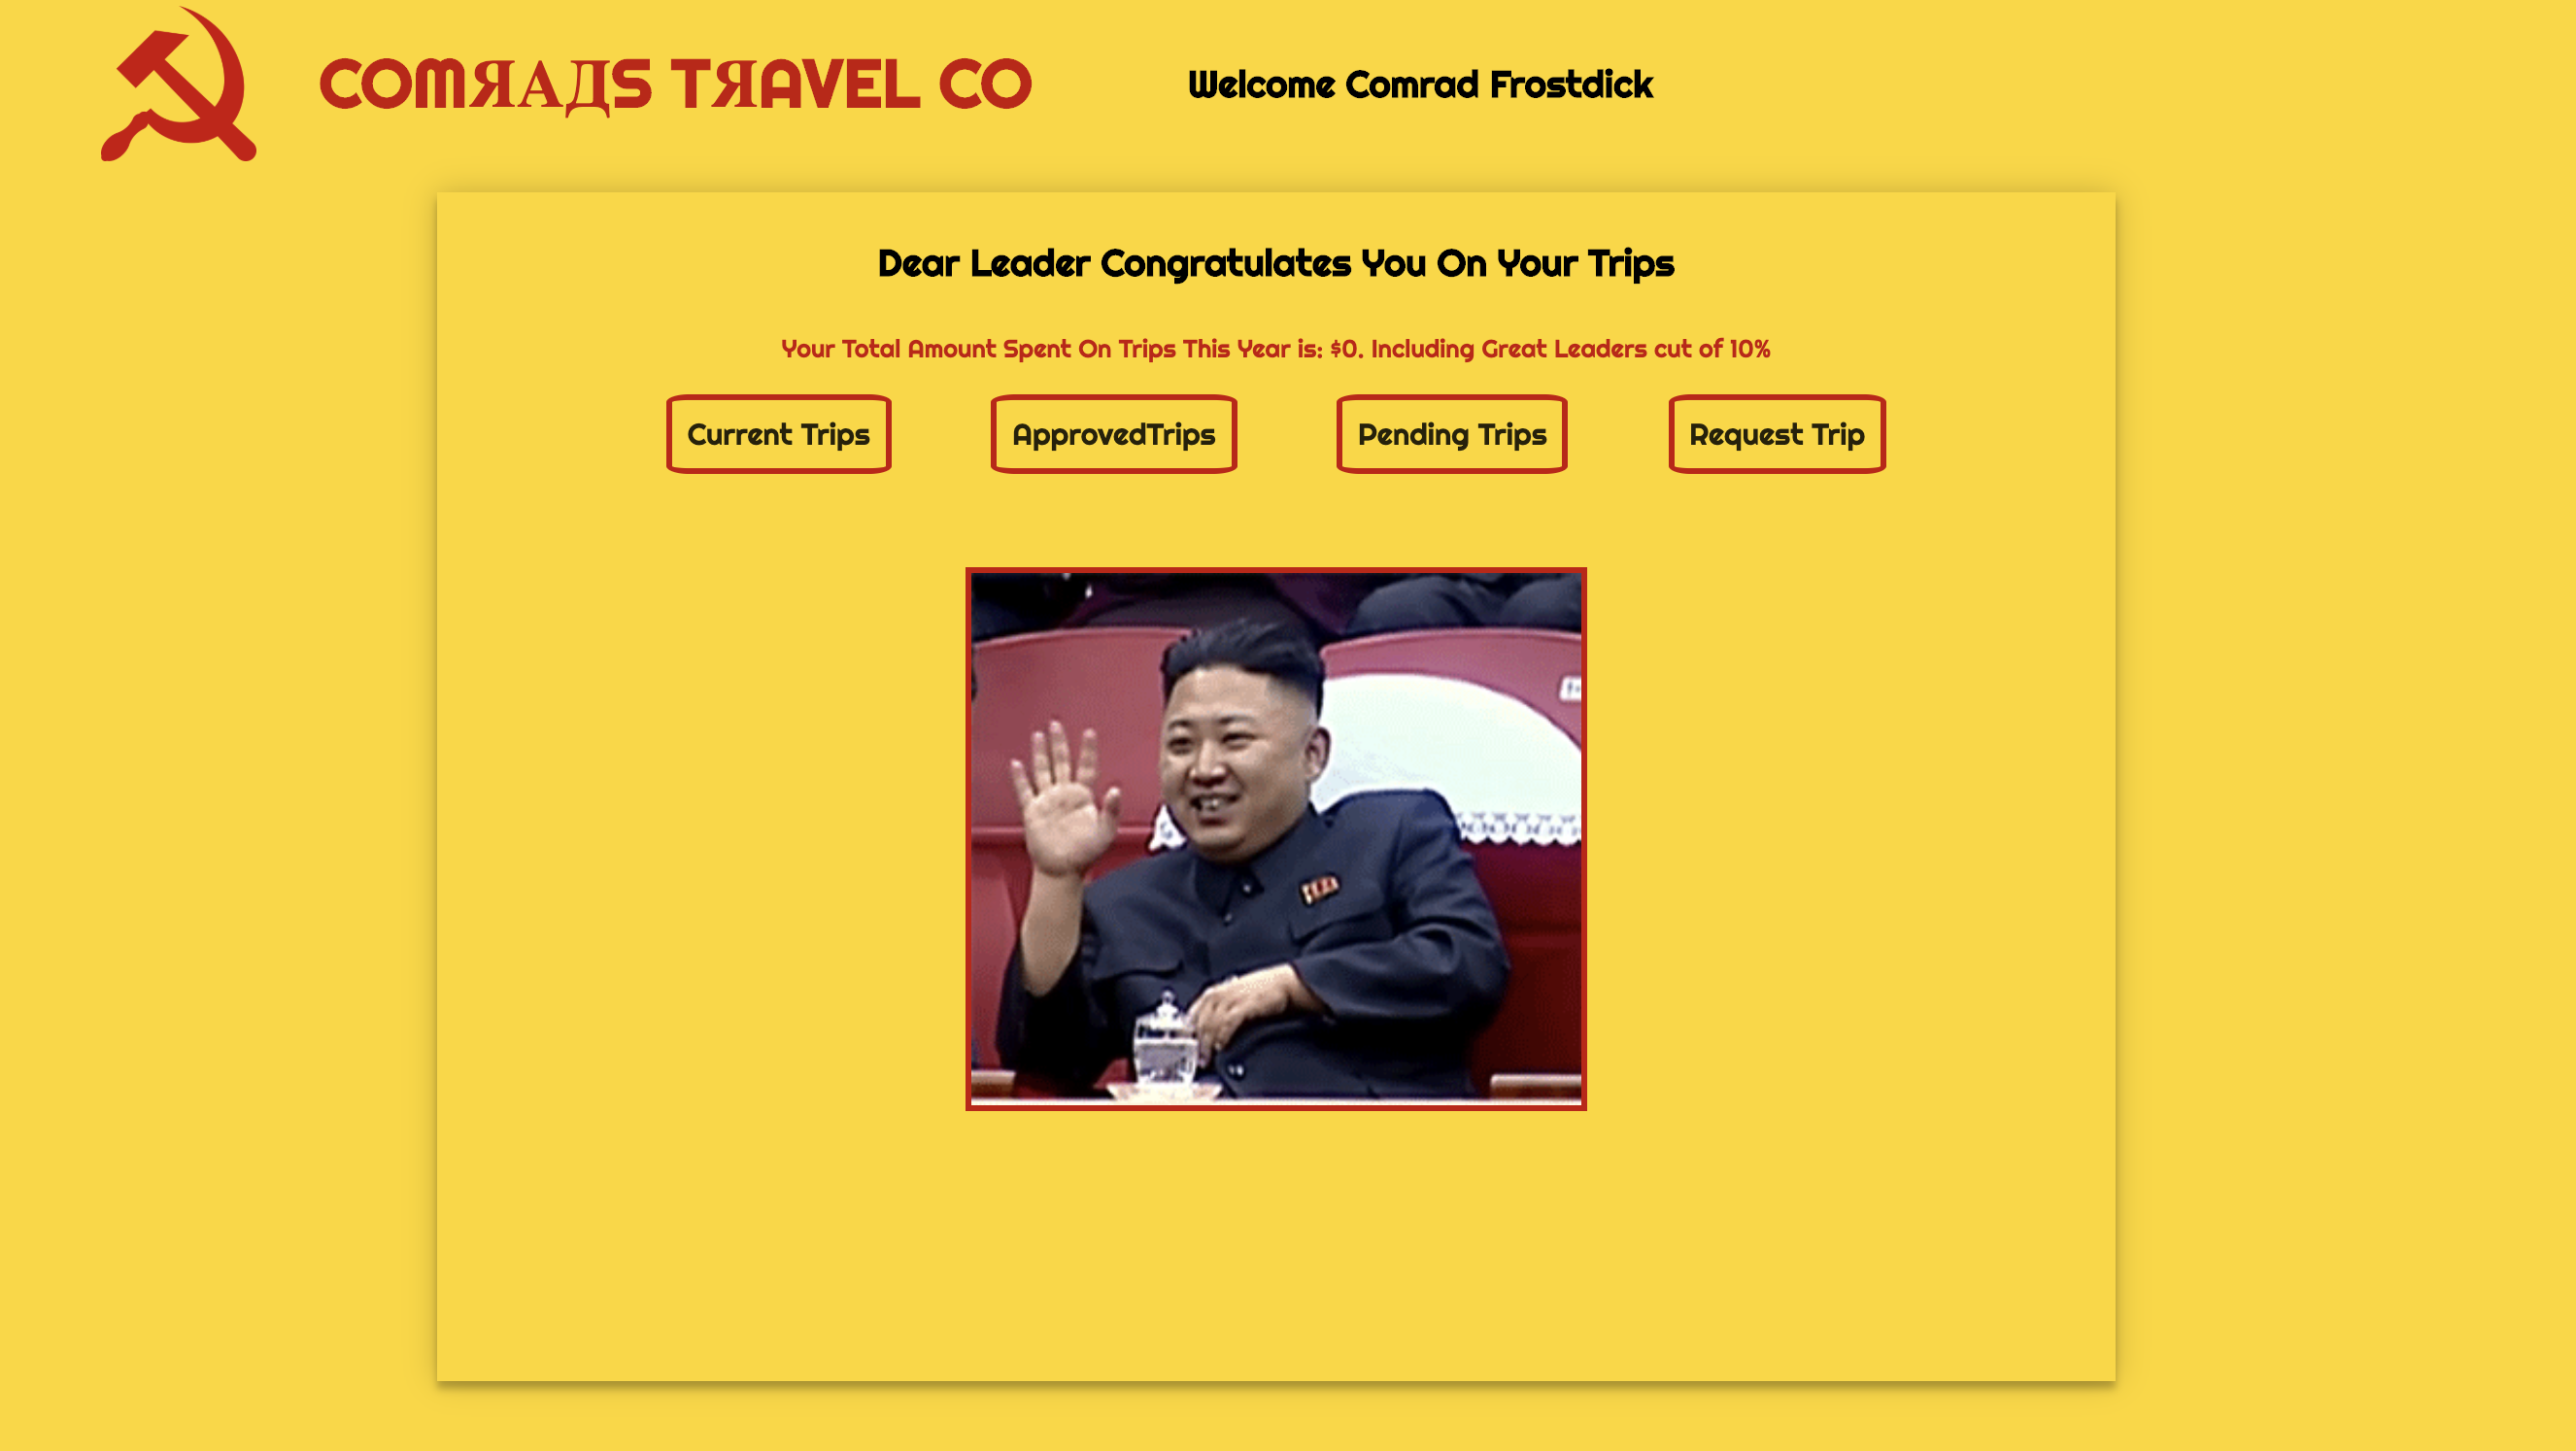 COMЯAДS TЯAVEL CO
Welcome Comrad Frostdick
Dear Leader Congratulates You On Your Trips
Your Total Amount Spent On Trips This Year is: $0. Including Great Leaders cut of 10%
Current Trips
ApprovedTrips
Pending Trips
Request Trip